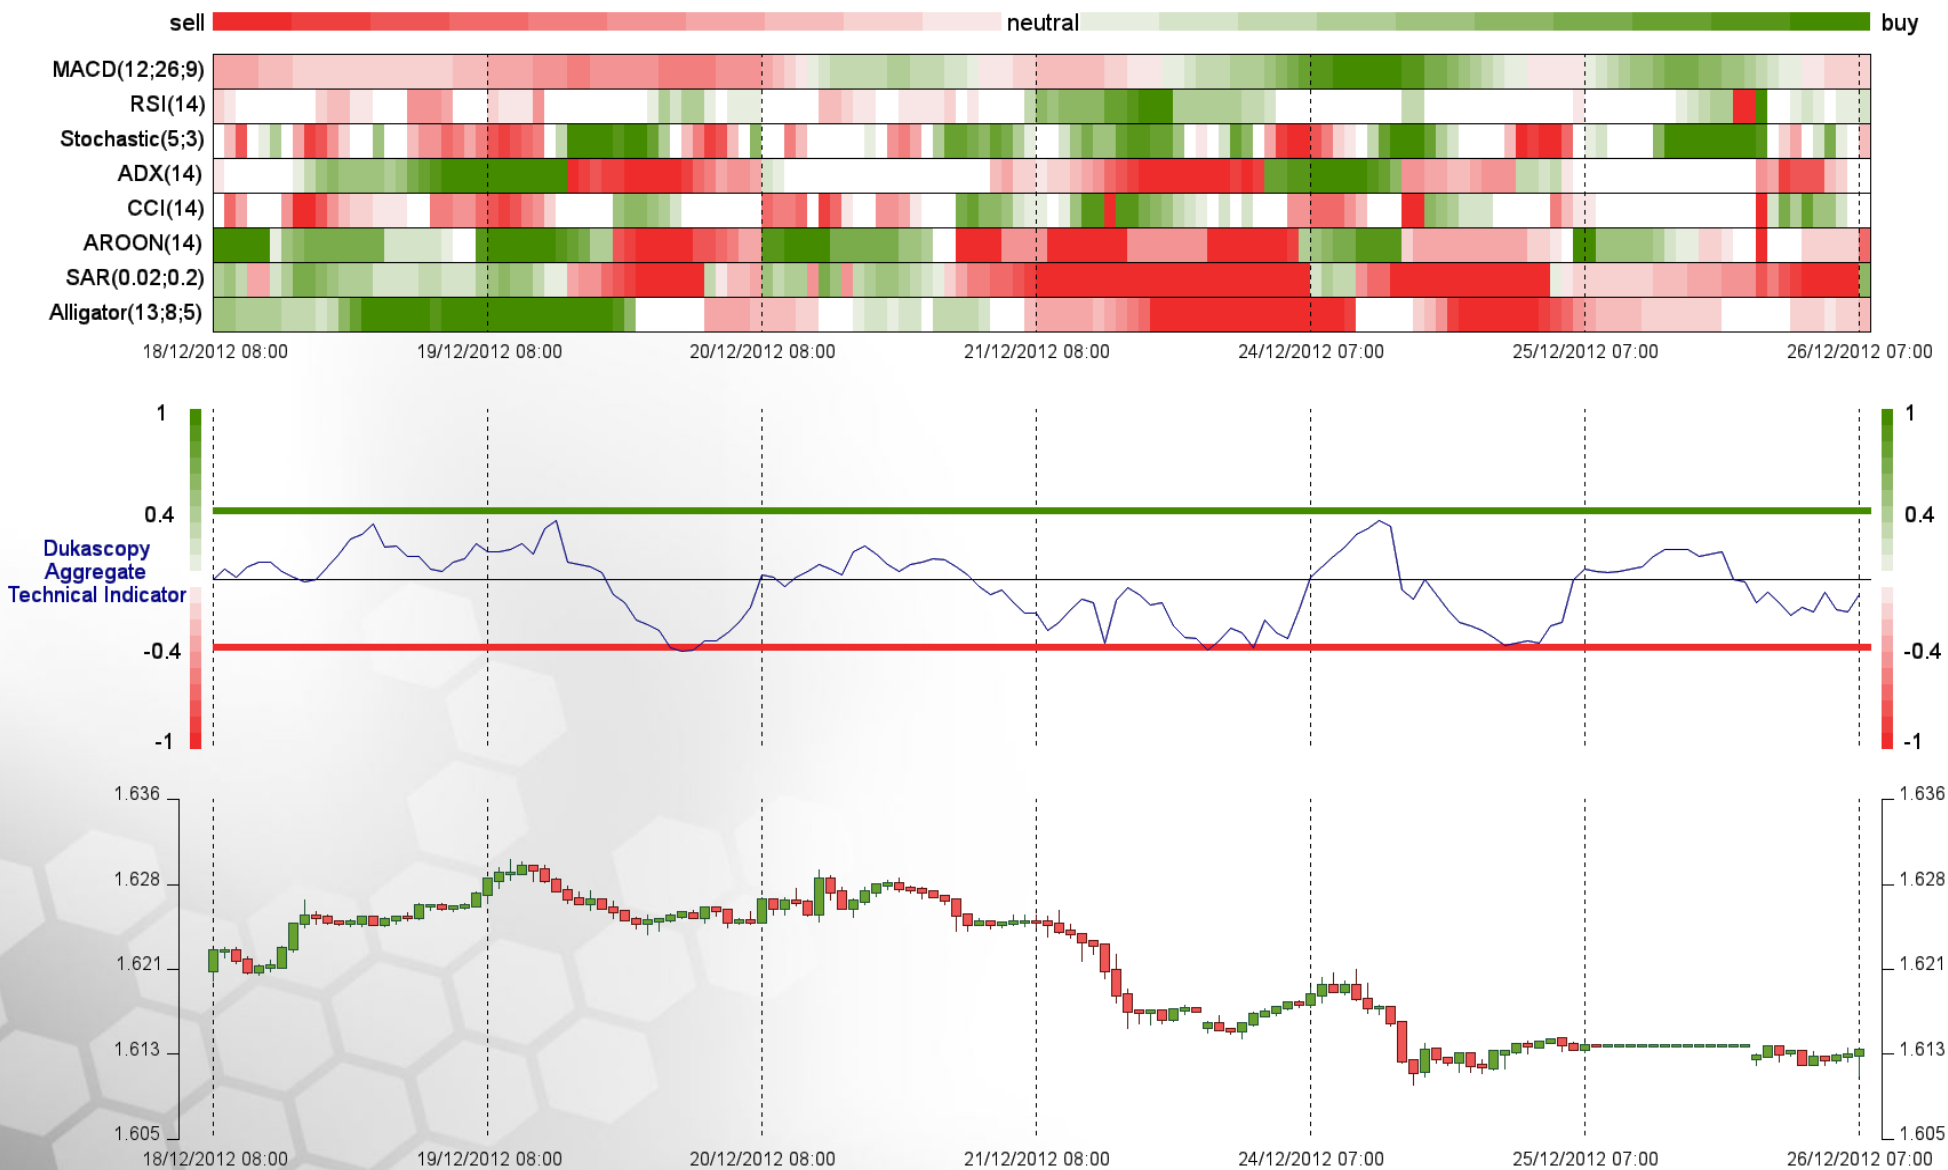 sell neutral buy
MACD(12;26;9)
RSI(14)
Stochastic(5;3)
ADX(14)
CCI(14)
AROON(14)
SAR(0.02;0.2)
Alligator(13;8;5)
18/12/2012 08:00 19/12/2012 08:00 20/12/2012 08:00 21/12/2012 08:00 24/12/2012 07:00 25/12/2012 07:00 26/12/2012 07:00
1 1
0.4 0.4
Dukascopy
Aggregate
Technical Indicator
-0.4 -0.4
-1 -1
1.636 1.636
1.628 1.628
1.621 1.621
1.613 1.613
1.605 1.605
18/12/2012 08:00 19/12/2012 08:00 20/12/2012 08:00 21/12/2012 08:00 24/12/2012 07:00 25/12/2012 07:00 26/12/2012 07:00